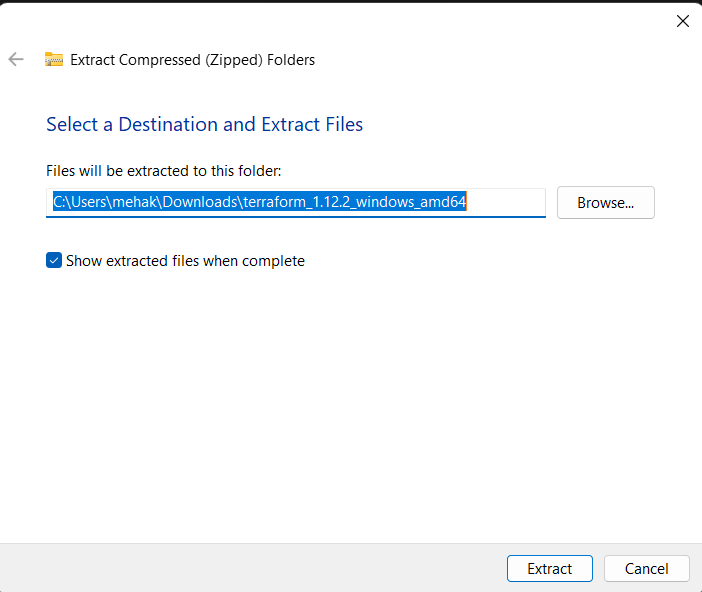 Extract Compressed (Zipped) Folders
Select a Destination and Extract Files
Files will be extracted to this folder:
C:\Users\mehak\Downloads\terraform_1.12.2_windows_amd64
Browse...
Show extracted files when complete
Extract
Cancel